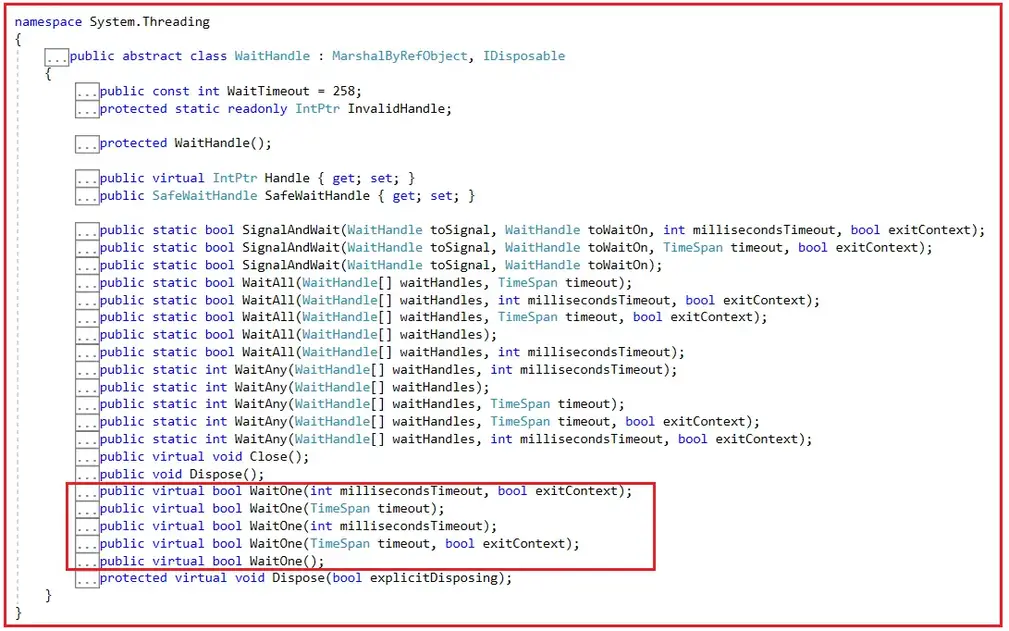 namespace System.Threading
{
...public abstract class WaitHandle : MarshalByRefObject, IDisposable
{
...public const int WaitTimeout = 258;
...protected static readonly IntPtr InvalidHandle;
...protected WaitHandle();
...public virtual IntPtr Handle { get; set; }
...public SafeWaitHandle SafeWaitHandle { get; set; }
...public static bool SignalAndWait(WaitHandle toSignal, WaitHandle toWaitOn, int millisecondsTimeout, bool exitContext);
...public static bool SignalAndWait(WaitHandle toSignal, WaitHandle toWaitOn, TimeSpan timeout, bool exitContext);
...public static bool SignalAndWait(WaitHandle toSignal, WaitHandle toWaitOn);
...public static bool WaitAll(WaitHandle[] waitHandles, TimeSpan timeout);
...public static bool WaitAll(WaitHandle[] waitHandles, int millisecondsTimeout, bool exitContext);
...public static bool WaitAll(WaitHandle[] waitHandles, TimeSpan timeout, bool exitContext);
...public static bool WaitAll(WaitHandle[] waitHandles);
...public static bool WaitAll(WaitHandle[] waitHandles, int millisecondsTimeout);
...public static int WaitAny(WaitHandle[] waitHandles, int millisecondsTimeout);
...public static int WaitAny(WaitHandle[] waitHandles);
...public static int WaitAny(WaitHandle[] waitHandles, TimeSpan timeout);
...public static int WaitAny(WaitHandle[] waitHandles, TimeSpan timeout, bool exitContext);
...public static int WaitAny(WaitHandle[] waitHandles, int millisecondsTimeout, bool exitContext);
...public virtual void Close();
...public void Dispose();
...public virtual bool WaitOne(int millisecondsTimeout, bool exitContext);
...public virtual bool WaitOne(TimeSpan timeout);
...public virtual bool WaitOne(int millisecondsTimeout);
...public virtual bool WaitOne(TimeSpan timeout, bool exitContext);
...public virtual bool WaitOne();
...protected virtual void Dispose(bool explicitDisposing);
}
}